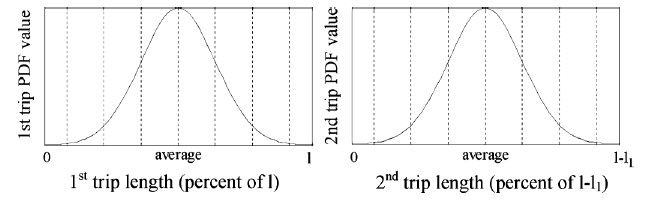 1st trip PDF value
0 average l
1st trip length (percent of l)
2nd trip PDF value
0 average l-l1
2nd trip length (percent of l-l1)